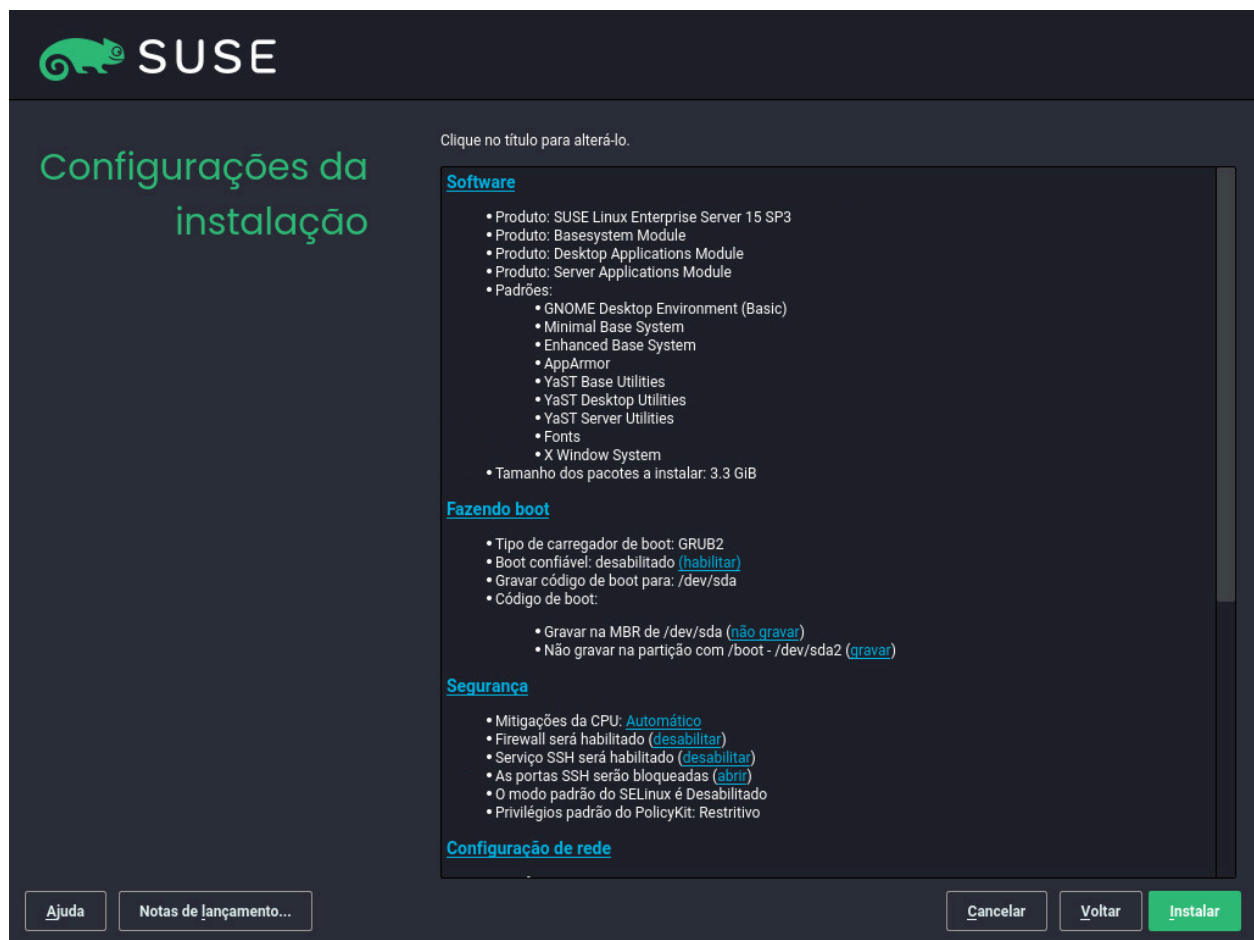 SUSE
Configurações da
instalação
Clique no título para alterá-lo.
Software
• Produto: SUSE Linux Enterprise Server 15 SP3
• Produto: Basesystem Module
• Produto: Desktop Applications Module
• Produto: Server Applications Module
• Padrões:
• GNOME Desktop Environment (Basic)
• Minimal Base System
• Enhanced Base System
• AppArmor
• YaST Base Utilities
• YaST Desktop Utilities
• YaST Server Utilities
• Fonts
• X Window System
• Tamanho dos pacotes a instalar: 3.3 GiB
Fazendo boot
• Tipo de carregador de boot: GRUB2
• Boot confiável: desabilitado (habilitar)
• Gravar código de boot para: /dev/sda
• Código de boot:
• Gravar na MBR de /dev/sda (não gravar)
• Não gravar na partição com /boot - /dev/sda2 (gravar)
Segurança
• Mitigações da CPU: Automático
• Firewall será habilitado (desabilitar)
• Serviço SSH será habilitado (desabilitar)
• As portas SSH serão bloqueadas (abrir)
• O modo padrão do SELinux é Desabilitado
• Privilégios padrão do PolicyKit: Restritivo
Configuração de rede
Ajuda Notas de lançamento... Cancelar Voltar Instalar